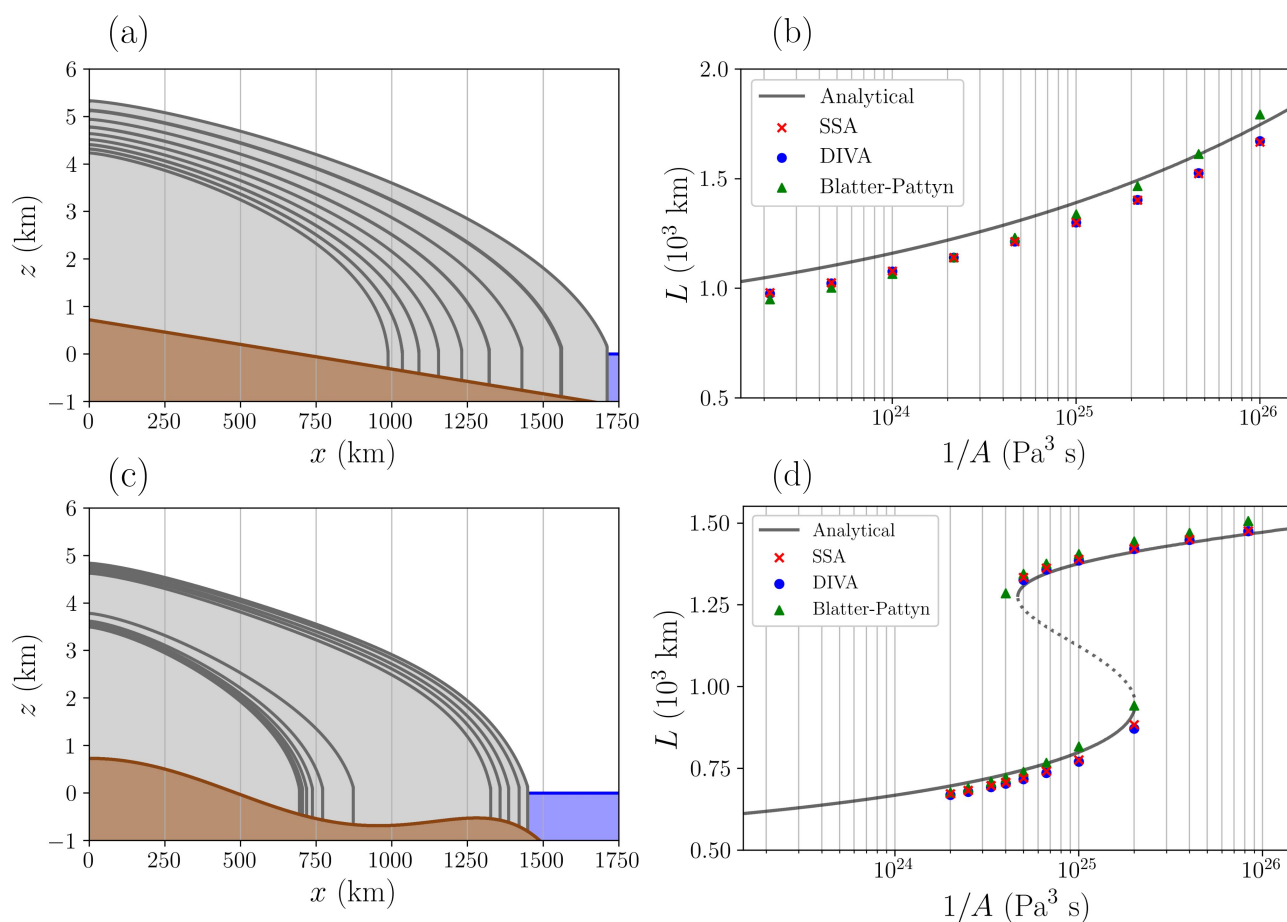 (a)
6
5
4
3
2
1
0
−1
z (km)
0 250 500 750 1000 1250 1500 1750
x (km)
(b)
2.0
1.5
1.0
0.5
L (10³ km)
Analytical
SSA
DIVA
Blatter-Pattyn
10²⁴ 10²⁵ 10²⁶
1/A (Pa³ s)
(c)
6
5
4
3
2
1
0
−1
z (km)
0 250 500 750 1000 1250 1500 1750
x (km)
(d)
1.50
1.25
1.00
0.75
0.50
L (10³ km)
Analytical
SSA
DIVA
Blatter-Pattyn
10²⁴ 10²⁵ 10²⁶
1/A (Pa³ s)